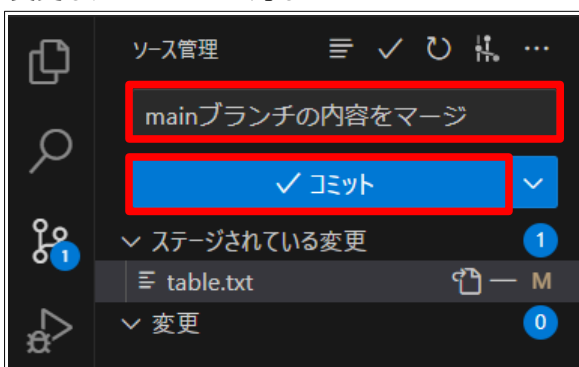 ソース管理
mainブランチの内容をマージ
コミット
ステージされている変更 1
table.txt M
1
変更 0